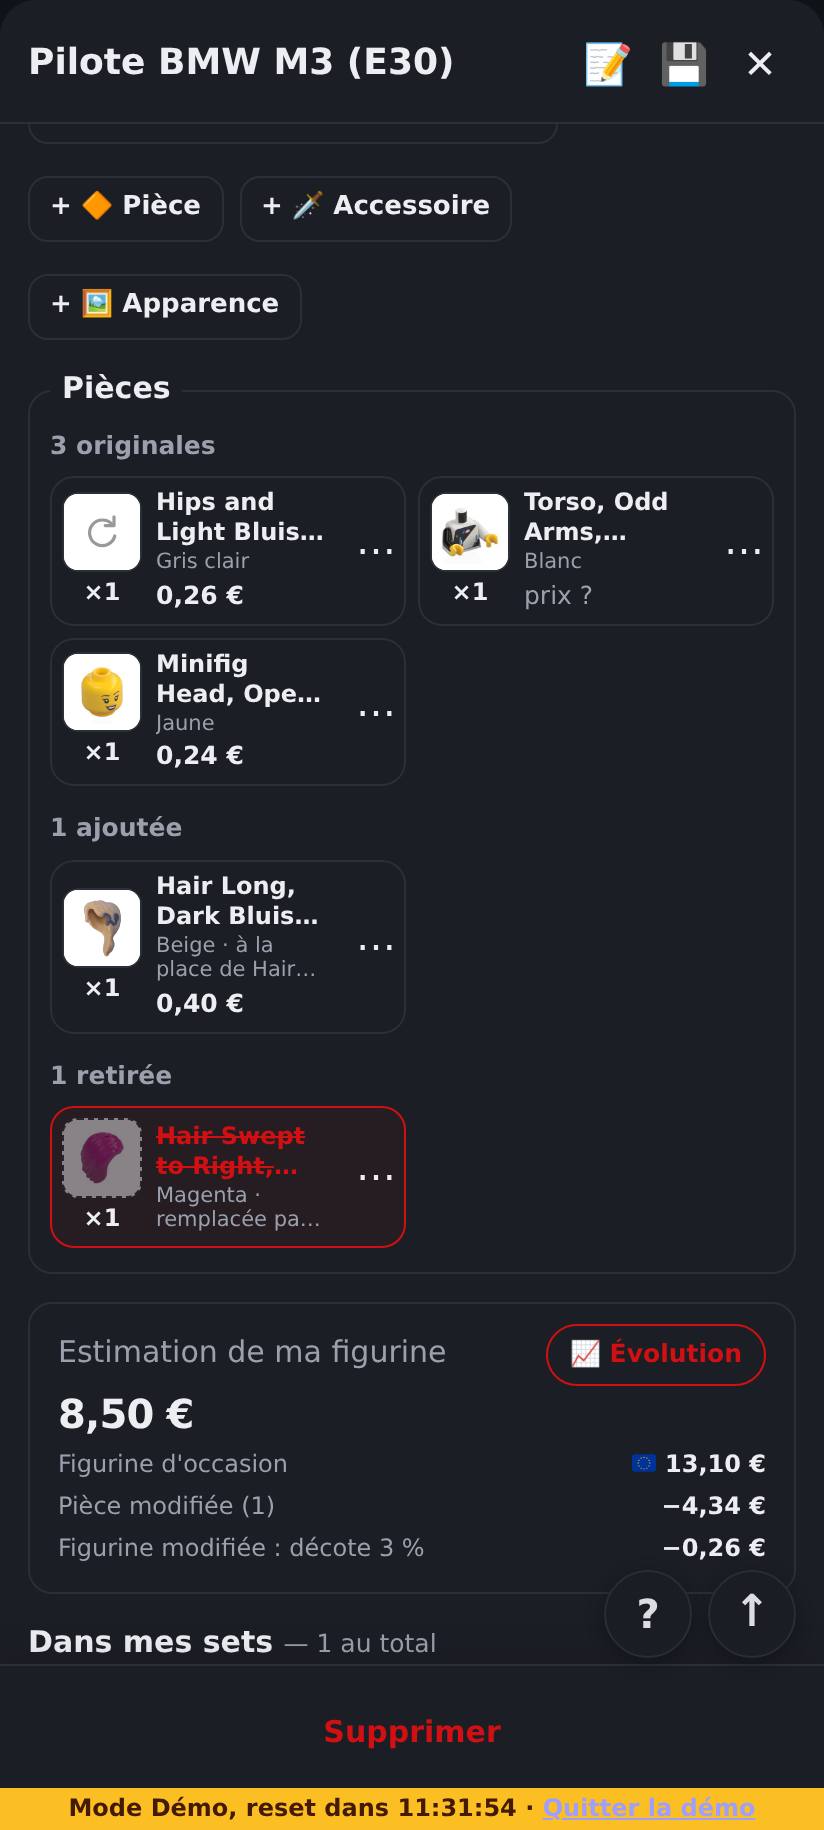 Pilote BMW M3 (E30)
+ 🔶 Pièce
+ 🗡️ Accessoire
+ 🖼️ Apparence
Pièces
3 originales
Hips and
Light Bluis…
Gris clair
×1
0,26 €
…
Torso, Odd
Arms,…
Blanc
×1
prix ?
…
Minifig
Head, Ope…
Jaune
×1
0,24 €
…
1 ajoutée
Hair Long,
Dark Bluis…
Beige · à la
place de Hair…
×1
0,40 €
…
1 retirée
Hair Swept
to Right,…
Magenta ·
remplacée pa…
×1
…
Estimation de ma figurine
📈 Évolution
8,50 €
Figurine d'occasion 🇪🇺 13,10 €
Pièce modifiée (1) −4,34 €
Figurine modifiée : décote 3 % −0,26 €
? ↑
Dans mes sets — 1 au total
Supprimer
Mode Démo, reset dans 11:31:54 · Quitter la démo